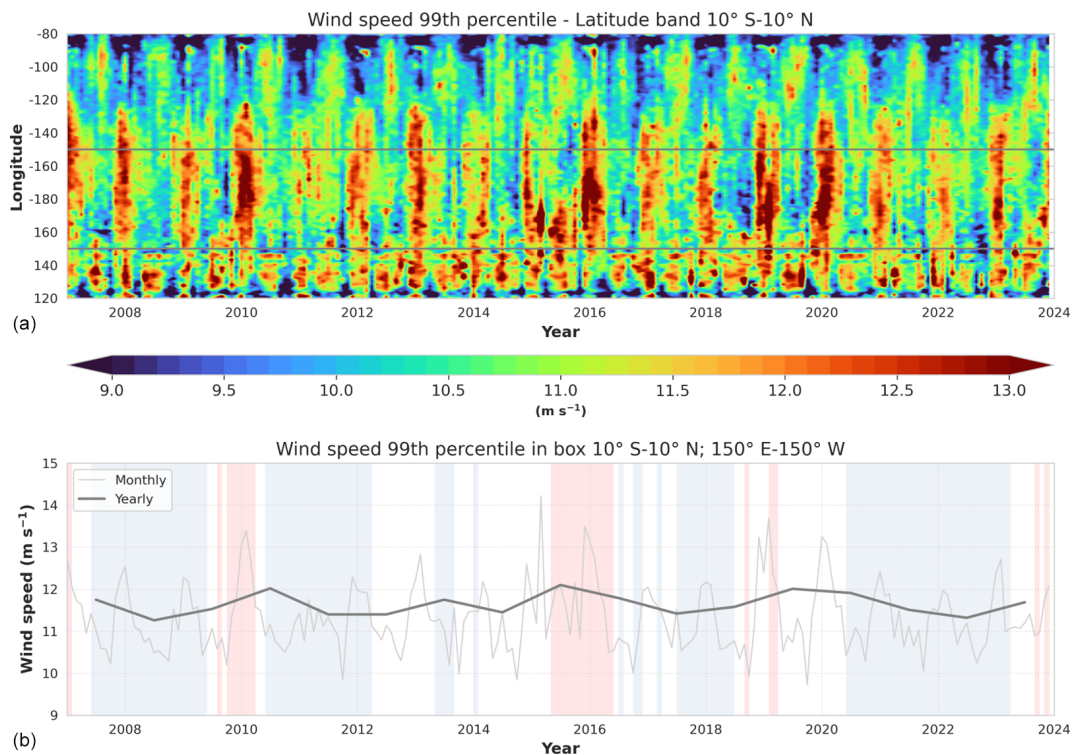 Wind speed 99th percentile - Latitude band 10° S-10° N
-80
-100
-120
-140
-160
-180
160
140
120
Longitude
2008 2010 2012 2014 2016 2018 2020 2022 2024
(a)
Year
9.0 9.5 10.0 10.5 11.0 11.5 12.0 12.5 13.0
(m s⁻¹)
Wind speed 99th percentile in box 10° S-10° N; 150° E-150° W
15
14
13
12
11
10
9
Wind speed (m s⁻¹)
Monthly
Yearly
2008 2010 2012 2014 2016 2018 2020 2022 2024
(b)
Year